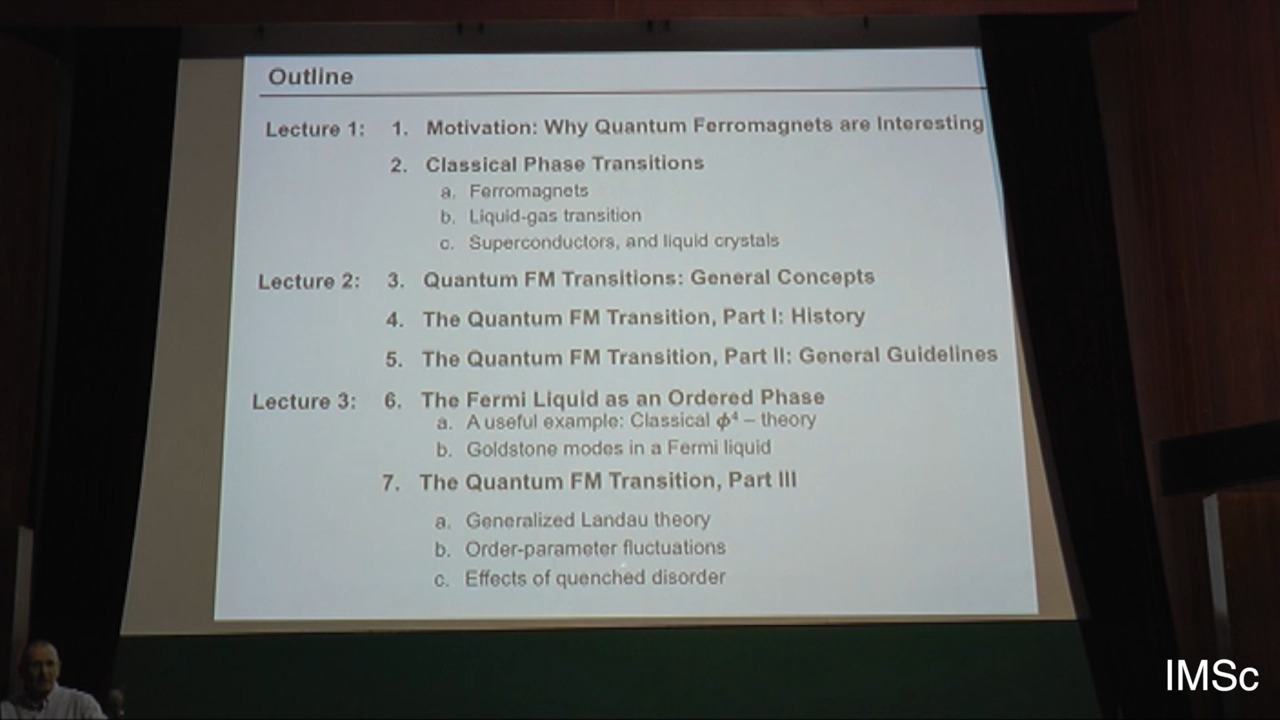 Outline
Lecture 1: 1. Motivation: Why Quantum Ferromagnets are Interesting
2. Classical Phase Transitions
a. Ferromagnets
b. Liquid-gas transition
c. Superconductors, and liquid crystals
Lecture 2: 3. Quantum FM Transitions: General Concepts
4. The Quantum FM Transition, Part I: History
5. The Quantum FM Transition, Part II: General Guidelines
Lecture 3: 6. The Fermi Liquid as an Ordered Phase
a. A useful example: Classical ϕ⁴ – theory
b. Goldstone modes in a Fermi liquid
7. The Quantum FM Transition, Part III
a. Generalized Landau theory
b. Order-parameter fluctuations
c. Effects of quenched disorder
IMSc